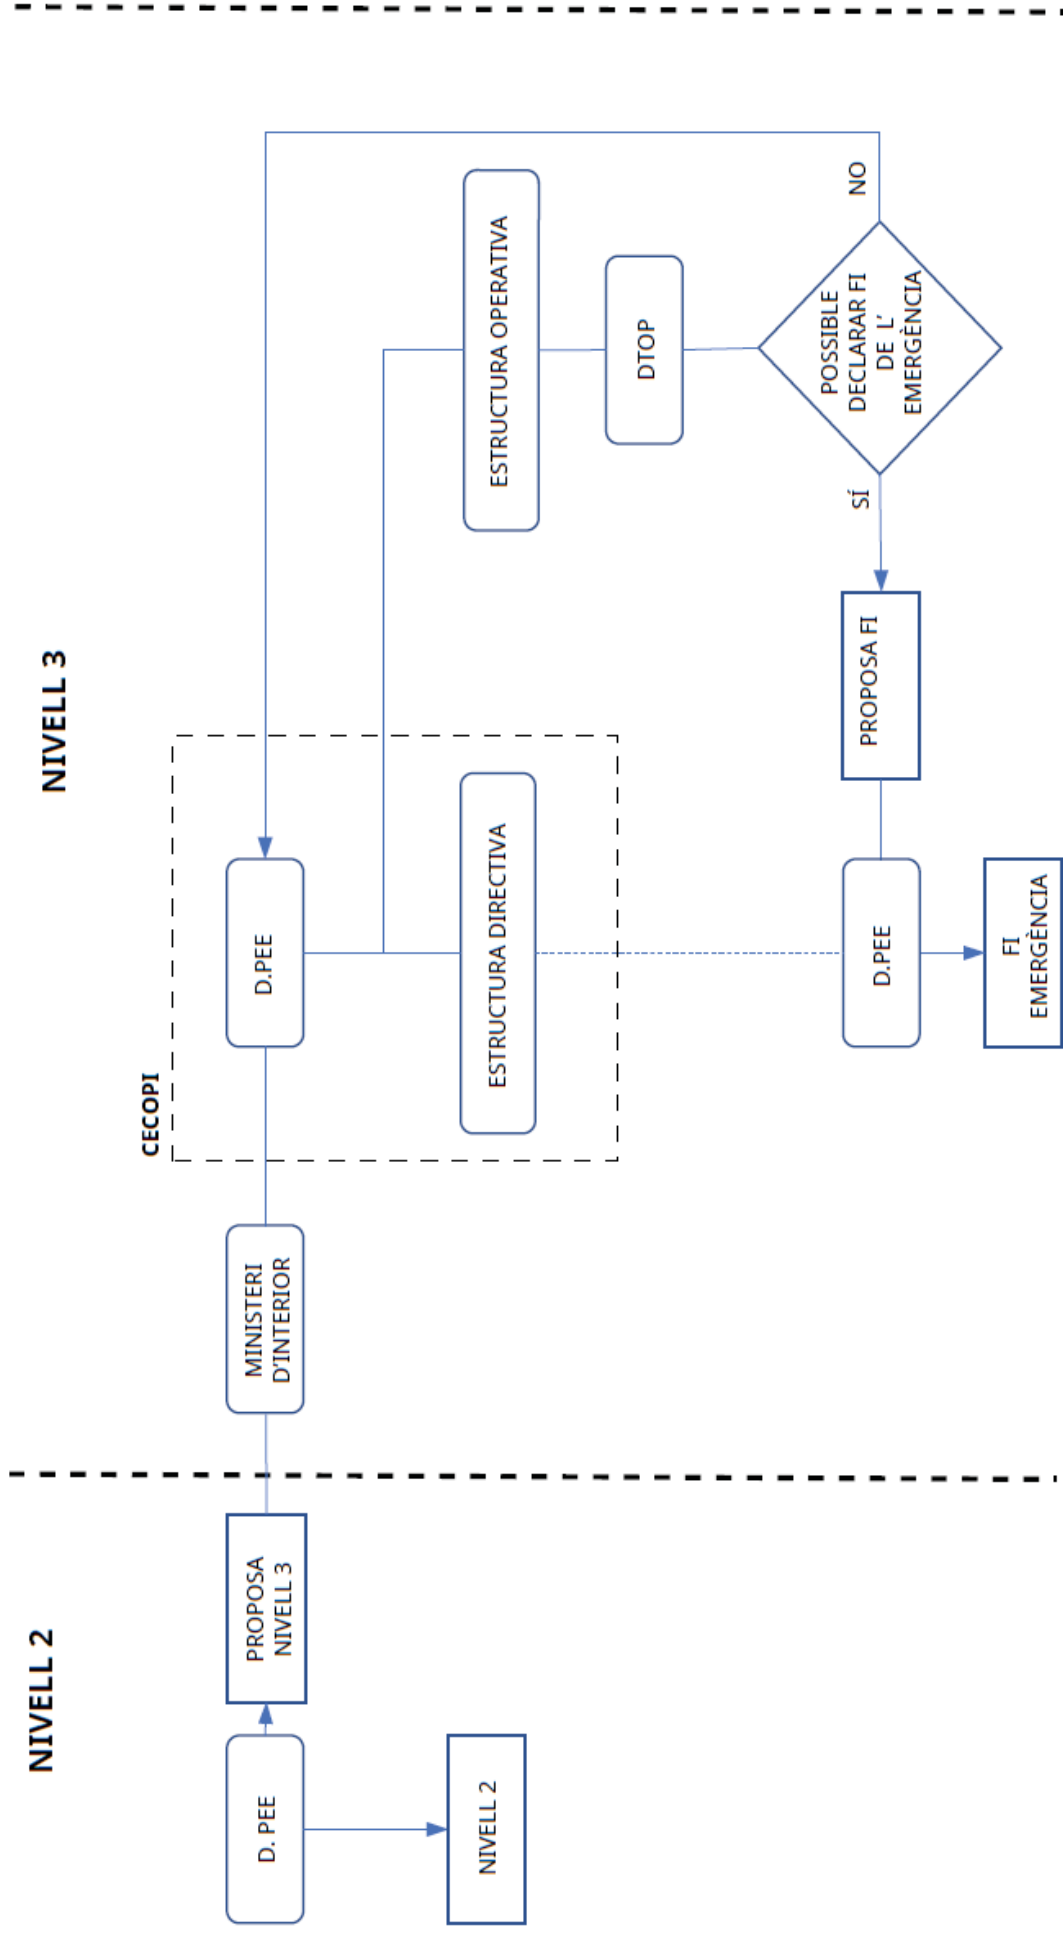 NIVELL 2
NIVELL 3
D. PEE
PROPOSA
NIVELL 3
NIVELL 2
MINISTERI
D'INTERIOR
CECOPI
D.PEE
ESTRUCTURA DIRECTIVA
ESTRUCTURA OPERATIVA
DTOP
POSSIBLE
DECLARAR FI
DE L’
EMERGÈNCIA
NO
SÍ
PROPOSA FI
D.PEE
FI
EMERGÈNCIA